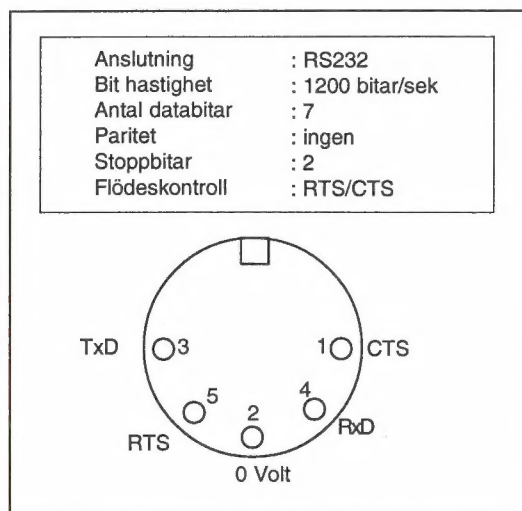 Anslutning : RS232
Bit hastighet : 1200 bitar/sek
Antal databitar : 7
Paritet : ingen
Stoppbitar : 2
Flödeskontroll : RTS/CTS
TxD 3 1 CTS
5 4
RTS 2 RxD
0 Volt